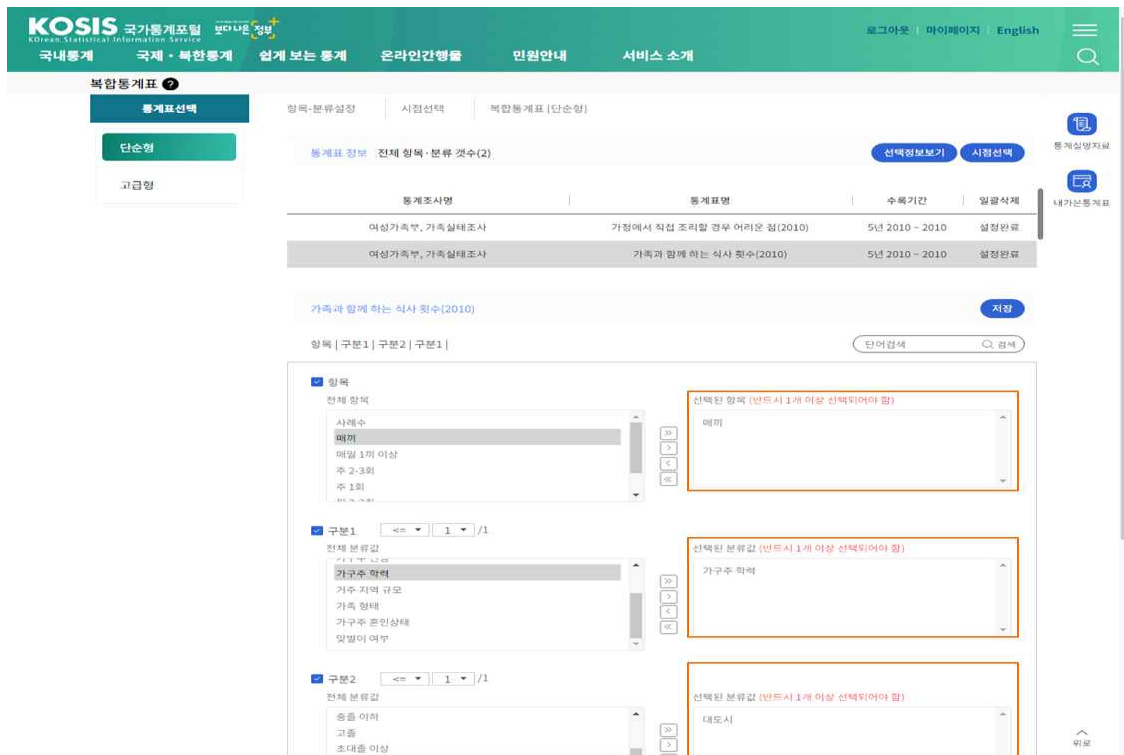 KOSIS 국가통계포털 보다나은 정부
KOrean Statistical Information Service
로그아웃 마이페이지 English
국내통계 국제·북한통계 쉽게 보는 통계 온라인간행물 민원안내 서비스 소개
복합통계표 ?
통계표선택
단순형
고급형
항목-분류설정 시점선택 복합통계표 [단순형]
통계표 정보 전체 항목·분류 갯수(2) 선택정보보기 시점선택
통계설명자료
내가은통계표
통계조사명 통계표명 수록기간 일괄삭제
여성가족부, 가족실태조사 가정에서 직접 조리할 경우 어려운 점(2010) 5년 2010 ~ 2010 설정완료
여성가족부, 가족실태조사 가족과 함께 하는 식사 횟수(2010) 5년 2010 ~ 2010 설정완료
가족과 함께 하는 식사 횟수(2010) 저장
항목 | 구분1 | 구분2 | 구분1 | 단어검색 검색
항목
전체 항목 선택된 항목 (반드시 1개 이상 선택되어야 함)
사례수
매끼 매끼
매일 1끼 이상
주 2-3회
주 1회
구분1 <= 1 /1
전체 분류값 선택된 분류값 (반드시 1개 이상 선택되어야 함)
가구주 학력 가구주 학력
거주 지역 규모
가족 형태
가구주 혼인상태
맞벌이 여부
구분2 <= 1 /1
전체 분류값 선택된 분류값 (반드시 1개 이상 선택되어야 함)
중졸 이하 대도시
고졸
초대졸 이상
위로